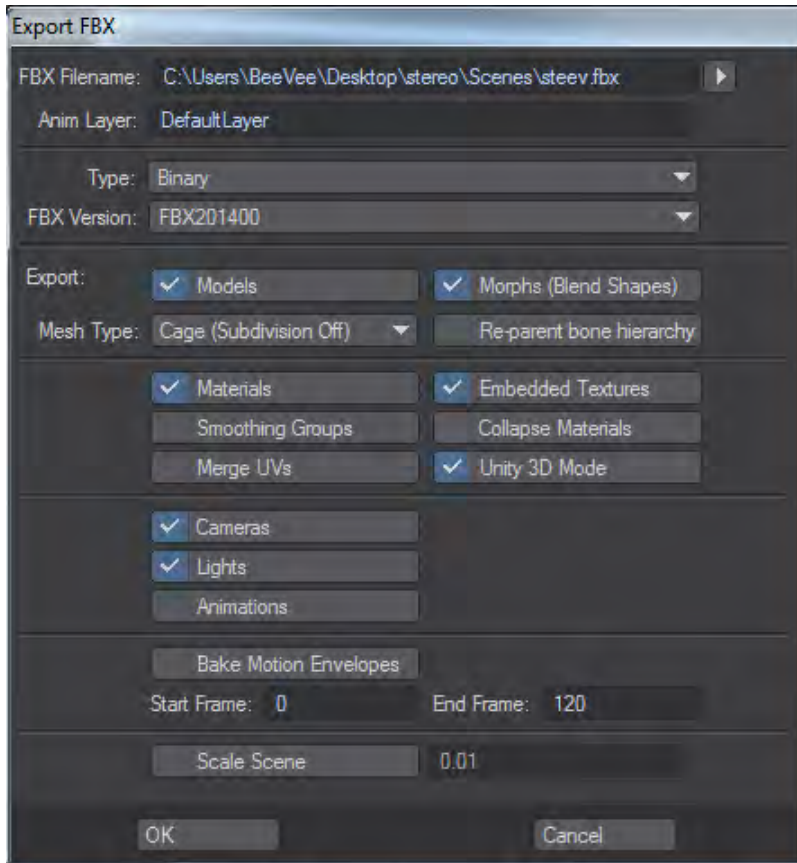 Export FBX
FBX Filename: C:\Users\BeeVee\Desktop\stereo\Scenes\steev.fbx
Anim Layer: DefaultLayer
Type: Binary
FBX Version: FBX201400
Export: Models Morphs (Blend Shapes)
Mesh Type: Cage (Subdivision Off) Re-parent bone hierarchy
Materials Embedded Textures
Smoothing Groups Collapse Materials
Merge UVs Unity 3D Mode
Cameras
Lights
Animations
Bake Motion Envelopes
Start Frame: 0 End Frame: 120
Scale Scene 0.01
OK Cancel